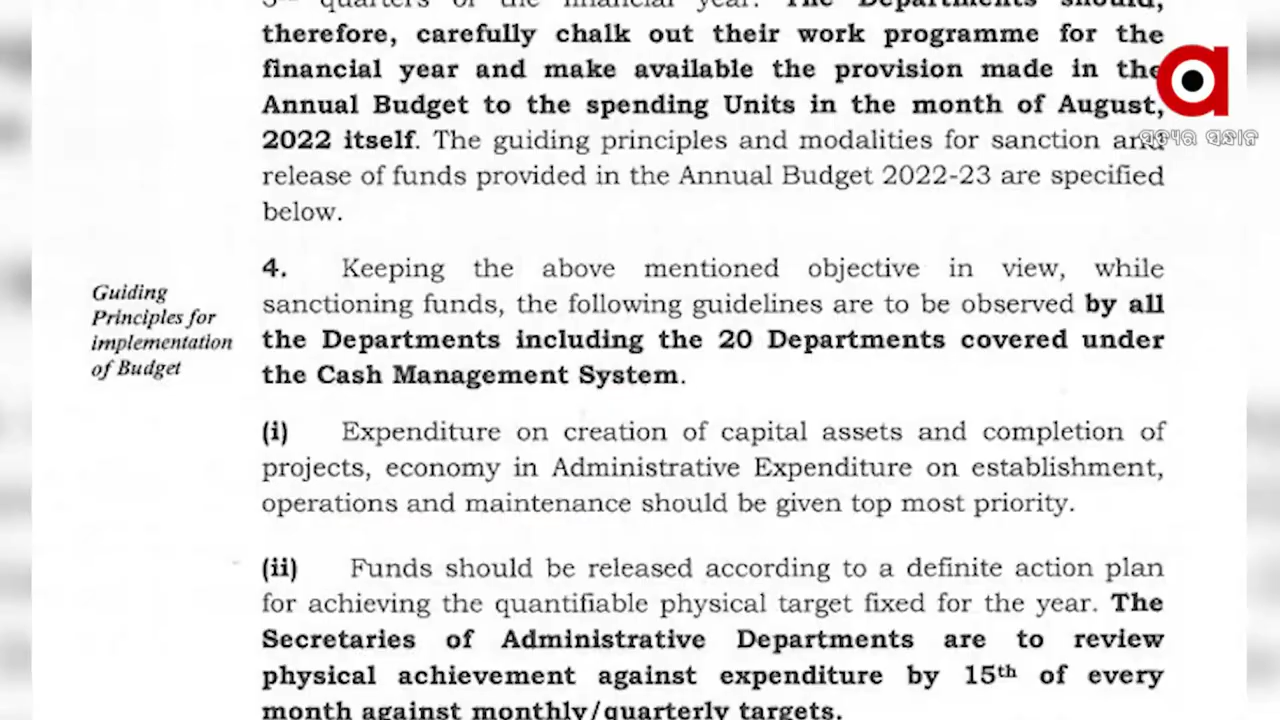 quarters of the financial year. The Departments should,
therefore, carefully chalk out their work programme for the
financial year and make available the provision made in the
Annual Budget to the spending Units in the month of August,
2022 itself. The guiding principles and modalities for sanction and
release of funds provided in the Annual Budget 2022-23 are specified
below.
Guiding
Principles for
implementation
of Budget
4. Keeping the above mentioned objective in view, while
sanctioning funds, the following guidelines are to be observed by all
the Departments including the 20 Departments covered under
the Cash Management System.
(i) Expenditure on creation of capital assets and completion of
projects, economy in Administrative Expenditure on establishment,
operations and maintenance should be given top most priority.
(ii) Funds should be released according to a definite action plan
for achieving the quantifiable physical target fixed for the year. The
Secretaries of Administrative Departments are to review
physical achievement against expenditure by 15th of every
month against monthly/quarterly targets.
a